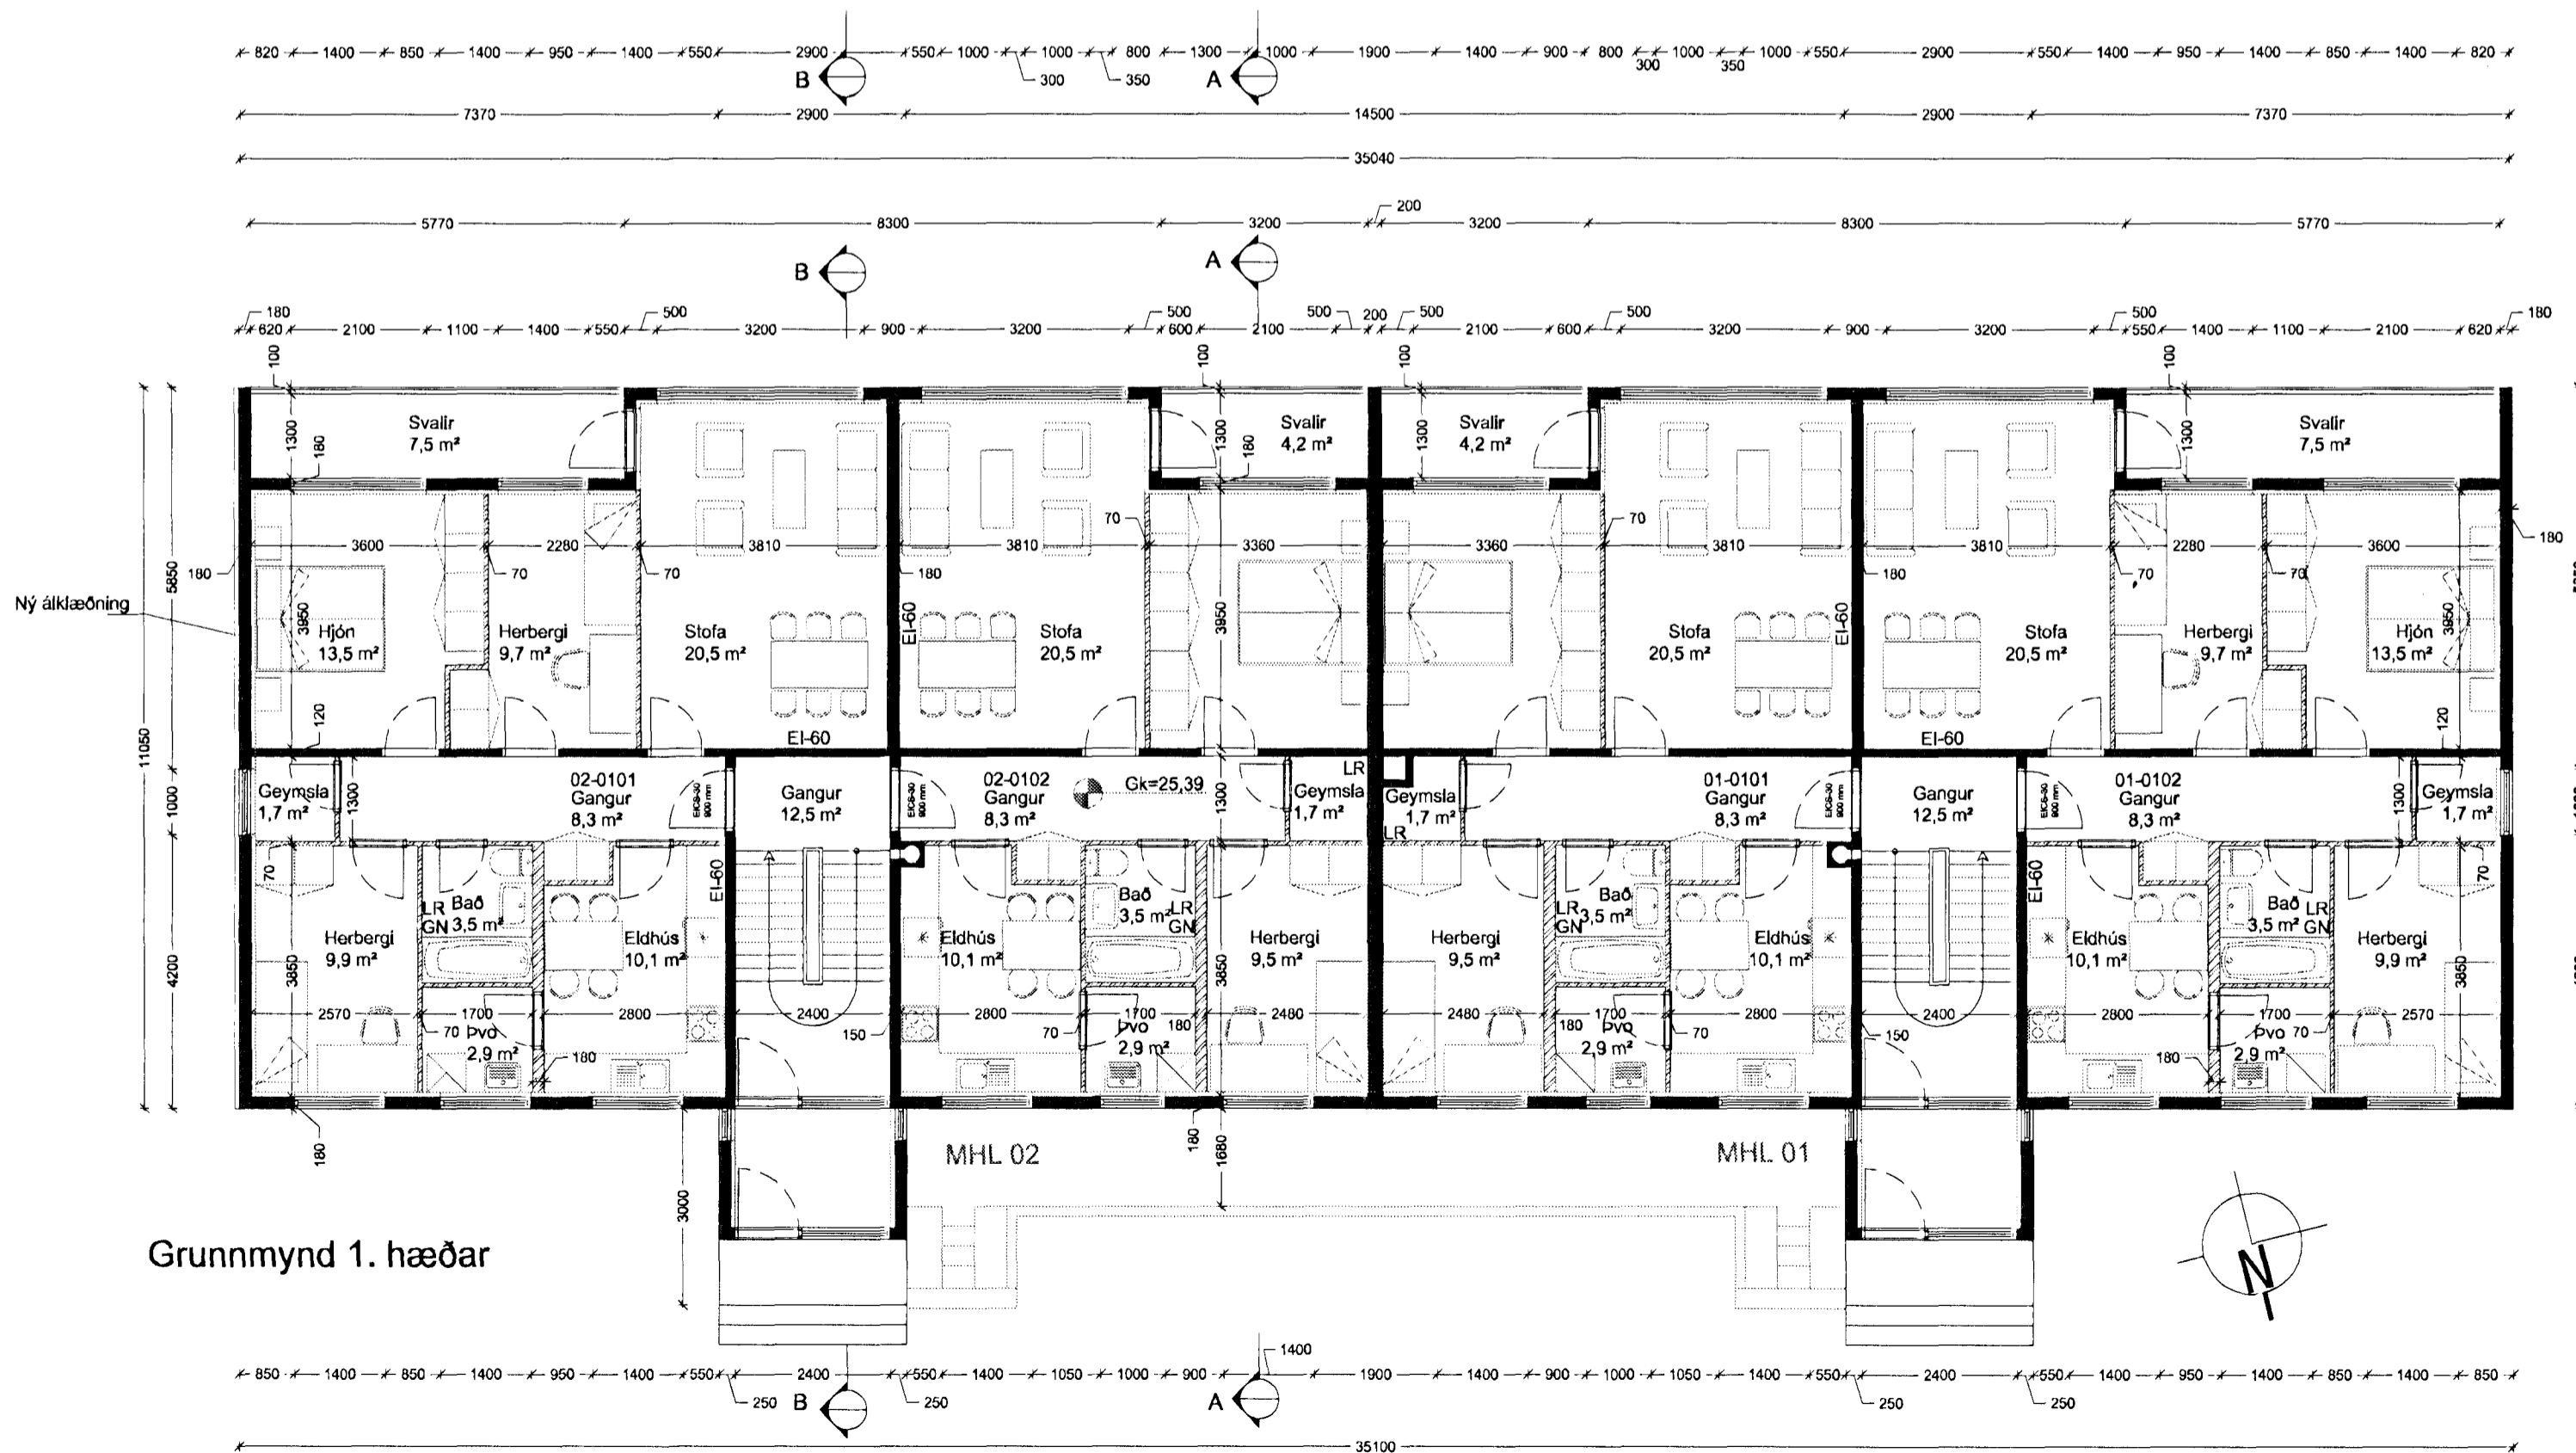 820 1400 850 1400 950 1400 550 2900 550 1000 1000 800 1300 1000 1900 1400 900 800 1000 1000 550 2900 550 1400 950 1400 850 1400 820
300 350 300 350
B A
7370 2900 14500 2900 7370
35040
5770 8300 3200 200 3200 8300 5770
B A
180 500 500 500 200 500 500 500 180
620 2100 1100 1400 550 3200 900 3200 600 2100 2100 600 3200 900 3200 550 1400 1100 2100 620
100 100 100 100
Svalir Svalir Svalir Svalir
7,5 m² 4,2 m² 4,2 m² 7,5 m²
1300 180 1300 180 1300 1300
70 70
3600 2280 3810 3810 3360 3360 3810 3810 2280 3600
180 70 70 180 180 70 70 180
Ný álklæðning
11050 5850 1000 4200
3950 EI-60 3950 EI-60 3950
Hjón Herbergi Stofa Stofa Stofa Stofa Herbergi Hjón
13,5 m² 9,7 m² 20,5 m² 20,5 m² 20,5 m² 20,5 m² 9,7 m² 13,5 m²
120 EI-60 EI-60 120
Geymsla
1,7 m²
1300
02-0101
Gangur
8,3 m²
EICS-30
900 mm
Gangur
12,5 m²
EICS-30
900 mm
02-0102
Gangur
8,3 m²
Gk=25,39
1300
LR
Geymsla
1,7 m²
Geymsla
1,7 m²
LR
01-0101
Gangur
8,3 m²
EICS-30
900 mm
Gangur
12,5 m²
EICS-30
900 mm
01-0102
Gangur
8,3 m²
1300
Geymsla
1,7 m²
70 EI-60 EI-60 70
LR Bað
GN 3,5 m²
Bað LR
3,5 m² GN
LR Bað
GN 3,5 m²
Bað LR
3,5 m² GN
Herbergi Eldhús Eldhús Herbergi Herbergi Eldhús Eldhús Herbergi
9,9 m² 10,1 m² 10,1 m² 9,5 m² 9,5 m² 10,1 m² 10,1 m² 9,9 m²
3850 3850 3850
2570 1700 2800 2400 2800 1700 2480 2480 1700 2800 2400 2800 1700 2570
70 Þvo 150 70 Þvo 180 180 Þvo 70 150 Þvo 70
2,9 m² 180 2,9 m² 2,9 m² 180 2,9 m²
180 180 1680
MHL 02 MHL 01
3000
Grunnmynd 1. hæðar
N
1400
850 1400 850 1400 950 1400 550 2400 550 1400 1050 1000 900 1900 1400 900 1000 1050 1400 550 2400 550 1400 950 1400 850 1400 850
250 B 250 A 250 250
35100